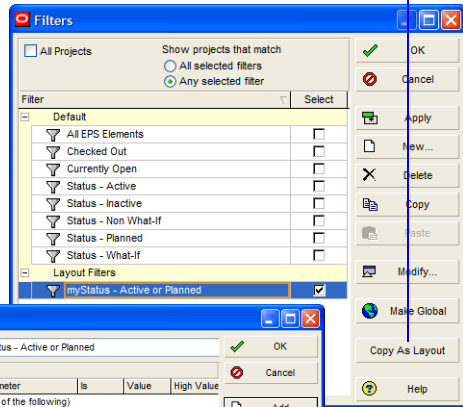 Filters
All Projects
Show projects that match
All selected filters
Any selected filter
Filter
Select
Default
All EPS Elements
Checked Out
Currently Open
Status - Active
Status - Inactive
Status - Non What-If
Status - Planned
Status - What-If
Layout Filters
myStatus - Active or Planned
OK
Cancel
Apply
New...
Delete
Copy
Paste
Modify...
Make Global
Copy As Layout
Help
- Active or Planned
Is
Value
High Value
of the following)
OK
Cancel
Add